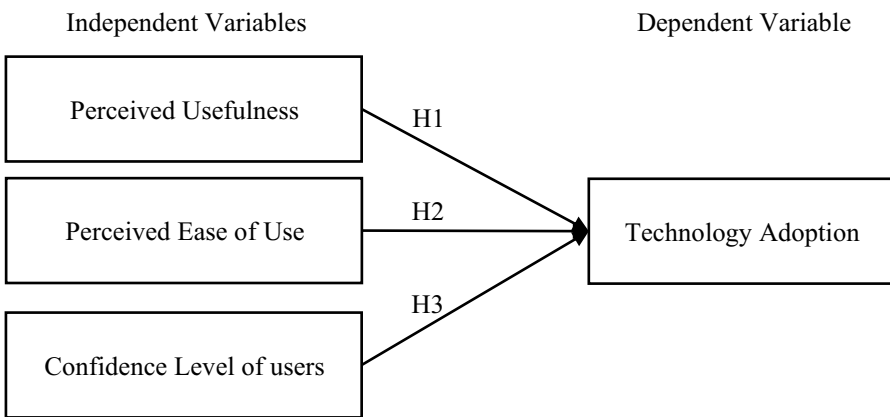 Independent Variables
Dependent Variable
Perceived Usefulness
H1
Perceived Ease of Use
H2
Technology Adoption
H3
Confidence Level of users